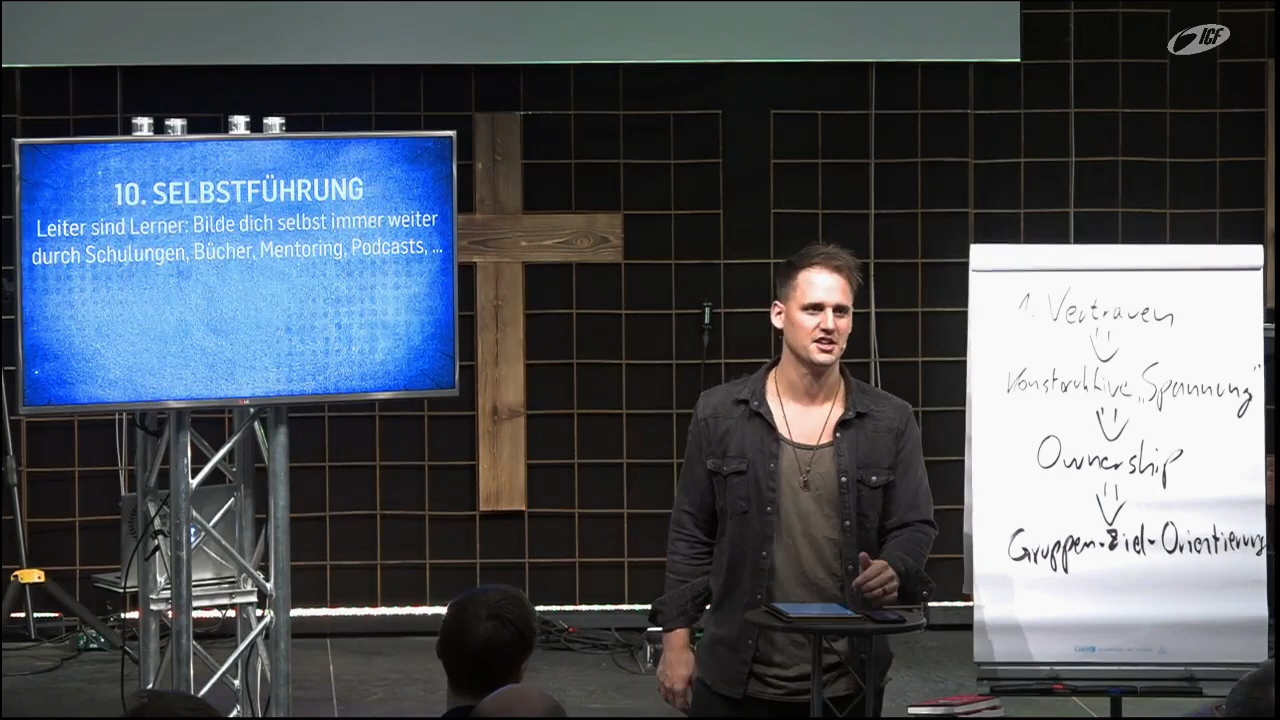 ICF
10. SELBSTFÜHRUNG
Leiter sind Lerner: Bilde dich selbst immer weiter
durch Schulungen, Bücher, Mentoring, Podcasts, ...
1. Vertrauen
Konstruktive „Spannung"
Ownership
Gruppen-Ziel-Orientierung